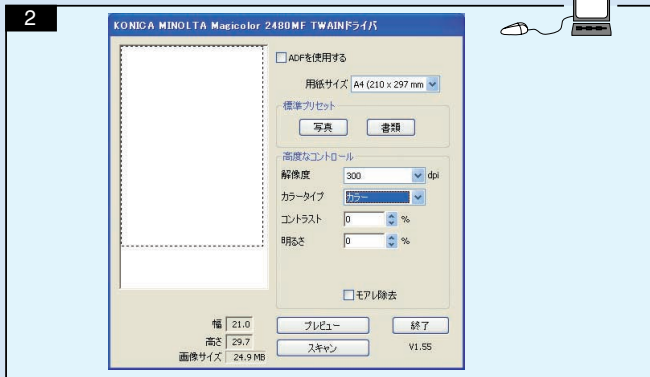 2
KONICA MINOLTA Magicolor 2480MF TWAINドライバ
ADFを使用する
用紙サイズ A4 (210 x 297 mm
標準プリセット
写真 書類
高度なコントロール
解像度 300 dpi
カラータイプ カラー
コントラスト 0 %
明るさ 0 %
モアレ除去
幅 21.0 プレビュー 終了
高さ 29.7
スキャン V1.55
画像サイズ 24.9 MB